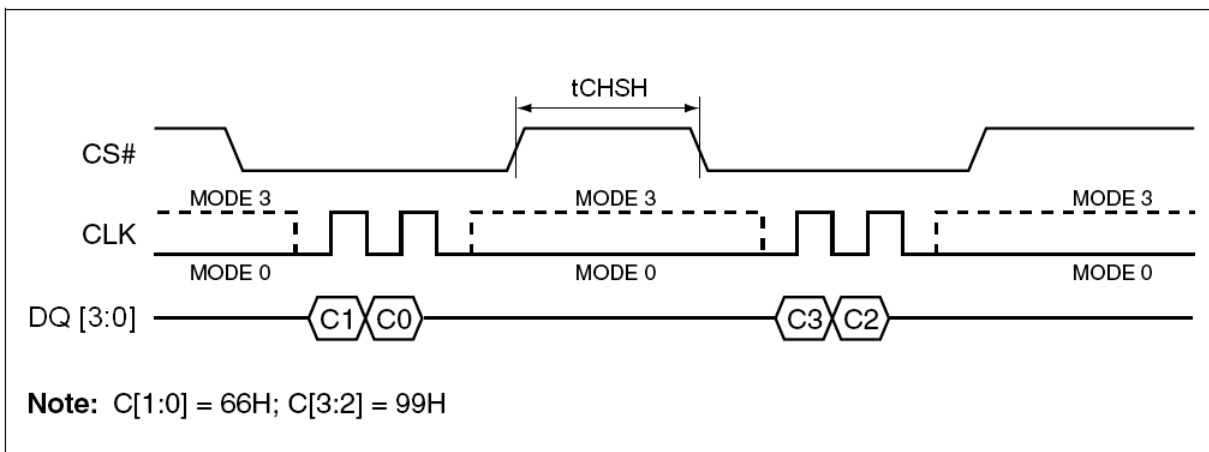 tCHSH
CS#
MODE 3 MODE 3 MODE 3
CLK
MODE 0 MODE 0 MODE 0
DQ [3:0] C1 C0 C3 C2
Note: C[1:0] = 66H; C[3:2] = 99H